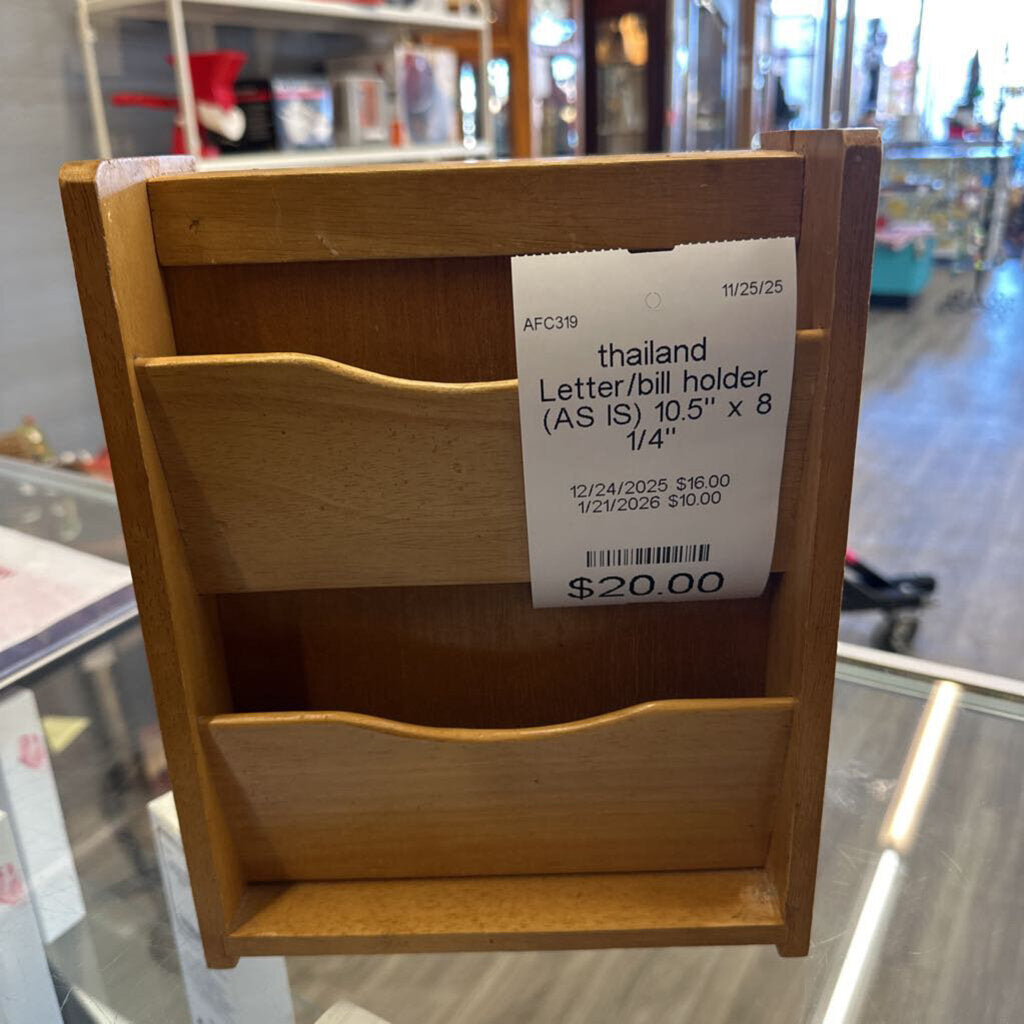 11/25/25
AFC319
thailand
Letter/bill holder
(AS IS) 10.5" x 8
1/4"
12/24/2025 $16.00
1/21/2026 $10.00
$20.00